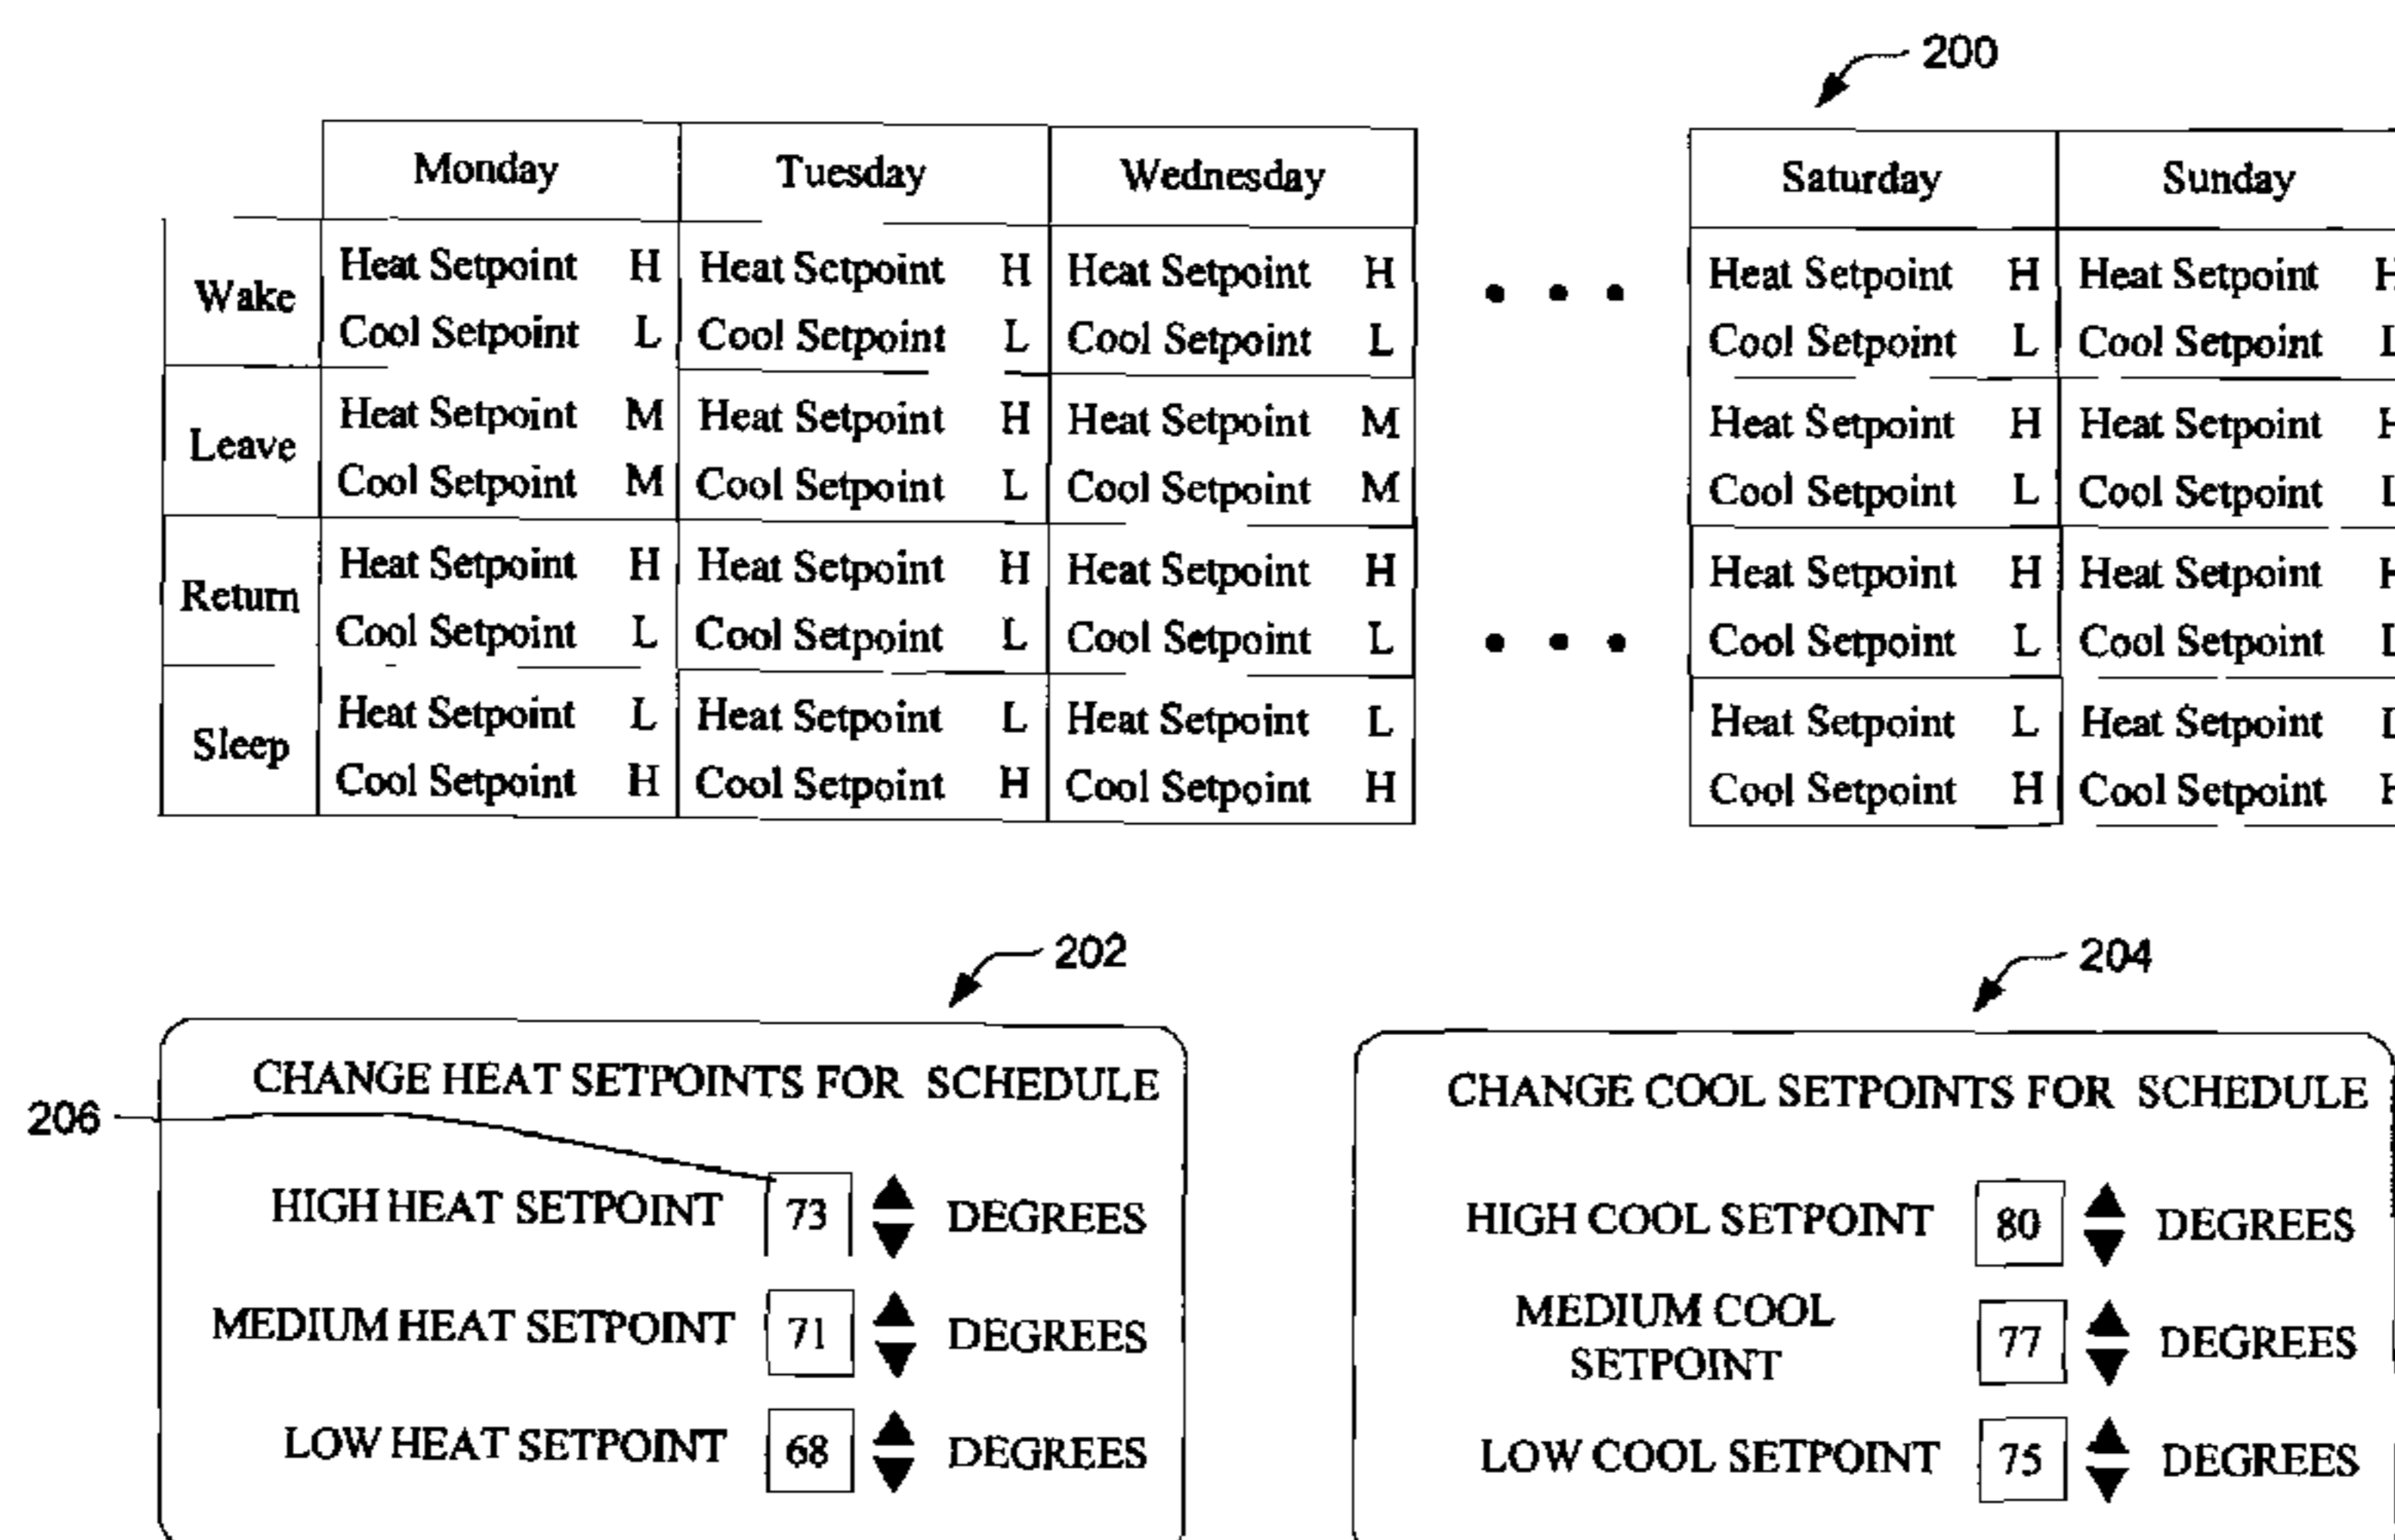 200
Monday Tuesday Wednesday Saturday Sunday
Wake
Heat Setpoint H Heat Setpoint H Heat Setpoint H • • • Heat Setpoint H Heat Setpoint H
Cool Setpoint L Cool Setpoint L Cool Setpoint L Cool Setpoint L Cool Setpoint L
Leave
Heat Setpoint M Heat Setpoint H Heat Setpoint M Heat Setpoint H Heat Setpoint H
Cool Setpoint M Cool Setpoint L Cool Setpoint M Cool Setpoint L Cool Setpoint L
Return
Heat Setpoint H Heat Setpoint H Heat Setpoint H Heat Setpoint H Heat Setpoint H
Cool Setpoint L Cool Setpoint L Cool Setpoint L • • • Cool Setpoint L Cool Setpoint L
Sleep
Heat Setpoint L Heat Setpoint L Heat Setpoint L Heat Setpoint L Heat Setpoint L
Cool Setpoint H Cool Setpoint H Cool Setpoint H Cool Setpoint H Cool Setpoint H
202
CHANGE HEAT SETPOINTS FOR SCHEDULE
206
HIGH HEAT SETPOINT 73 DEGREES
MEDIUM HEAT SETPOINT 71 DEGREES
LOW HEAT SETPOINT 68 DEGREES
204
CHANGE COOL SETPOINTS FOR SCHEDULE
HIGH COOL SETPOINT 80 DEGREES
MEDIUM COOL
SETPOINT 77 DEGREES
LOW COOL SETPOINT 75 DEGREES